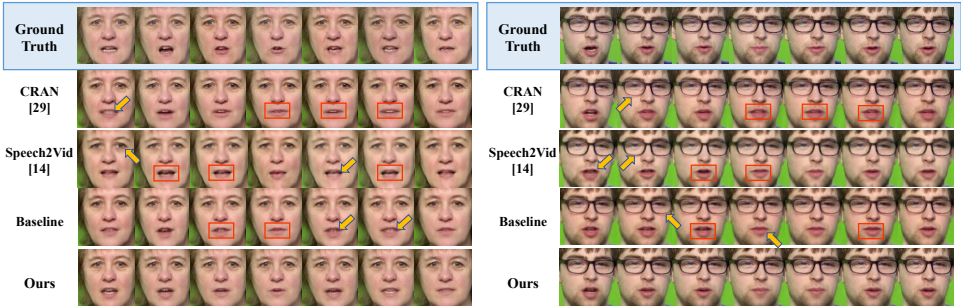 Ground
Truth
CRAN
[29]
Speech2Vid
[14]
Baseline
Ours
Ground
Truth
CRAN
[29]
Speech2Vid
[14]
Baseline
Ours